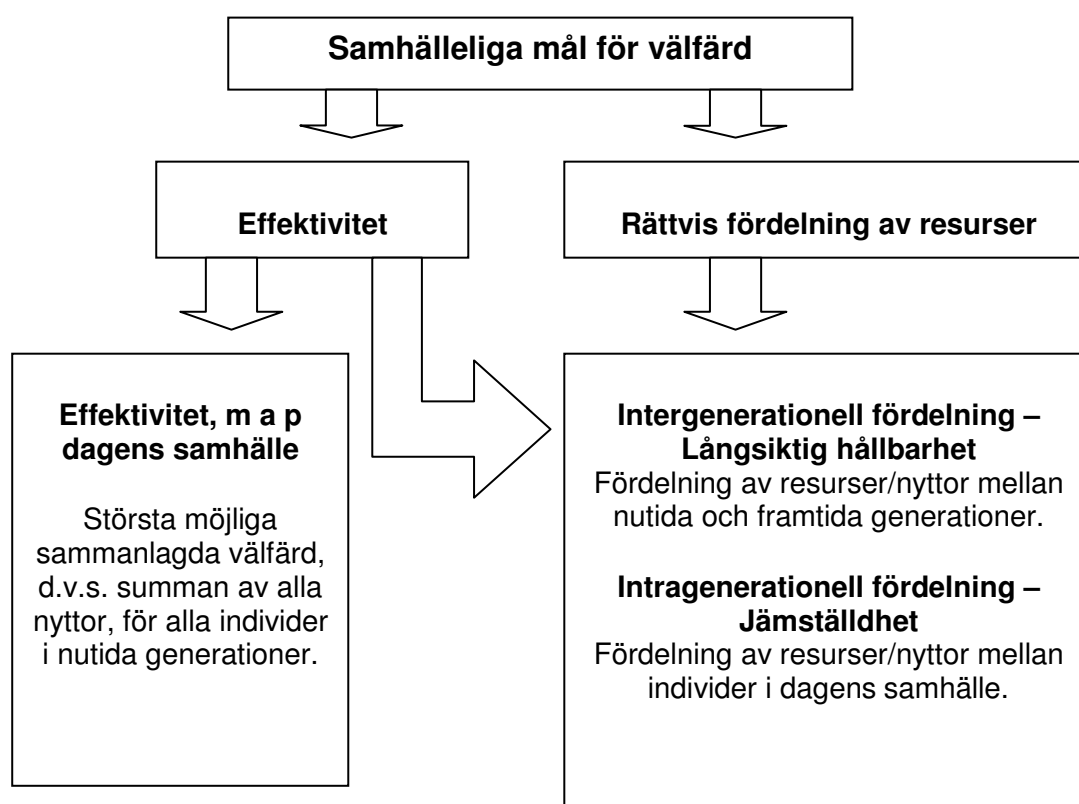 Samhälleliga mål för välfärd
Effektivitet
Rättvis fördelning av resurser
Effektivitet, m a p
dagens samhälle
Största möjliga
sammanlagda välfärd,
d.v.s. summan av alla
nyttor, för alla individer
i nutida generationer.
Intergenerationell fördelning –
Långsiktig hållbarhet
Fördelning av resurser/nyttor mellan
nutida och framtida generationer.
Intragenerationell fördelning –
Jämställdhet
Fördelning av resurser/nyttor mellan
individer i dagens samhälle.